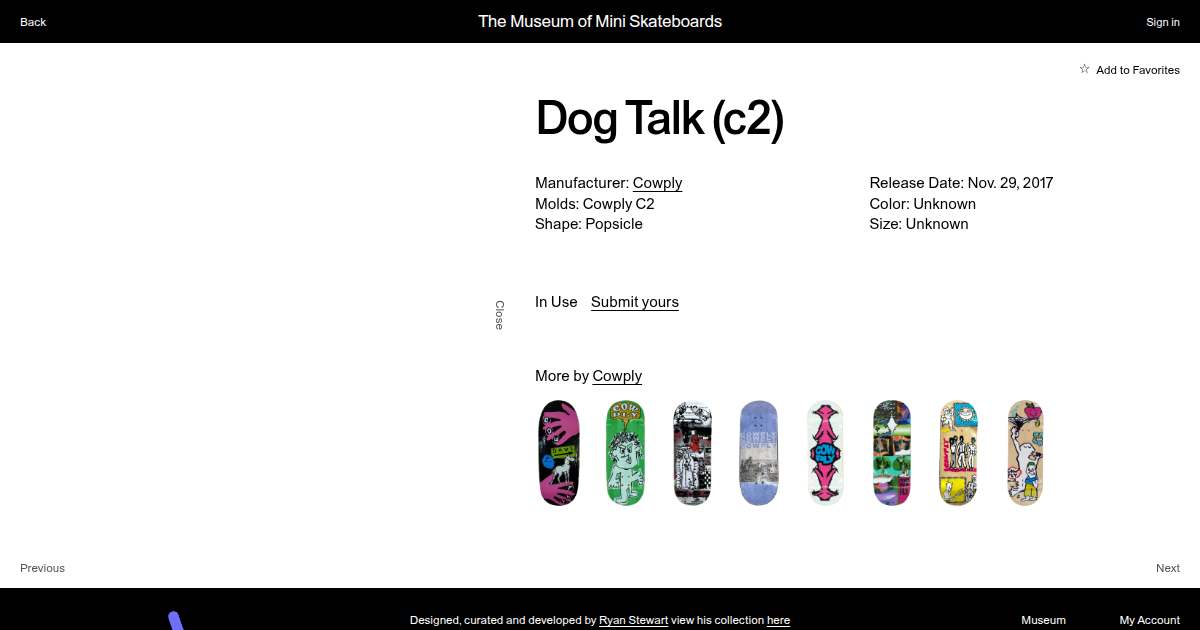 Back
The Museum of Mini Skateboards
Sign in
☆ Add to Favorites
Dog Talk (c2)
Manufacturer: Cowply
Molds: Cowply C2
Shape: Popsicle
Release Date: Nov. 29, 2017
Color: Unknown
Size: Unknown
Close
In Use Submit yours
More by Cowply
COW
PLY
Previous
Next
Designed, curated and developed by Ryan Stewart view his collection here
Museum
My Account